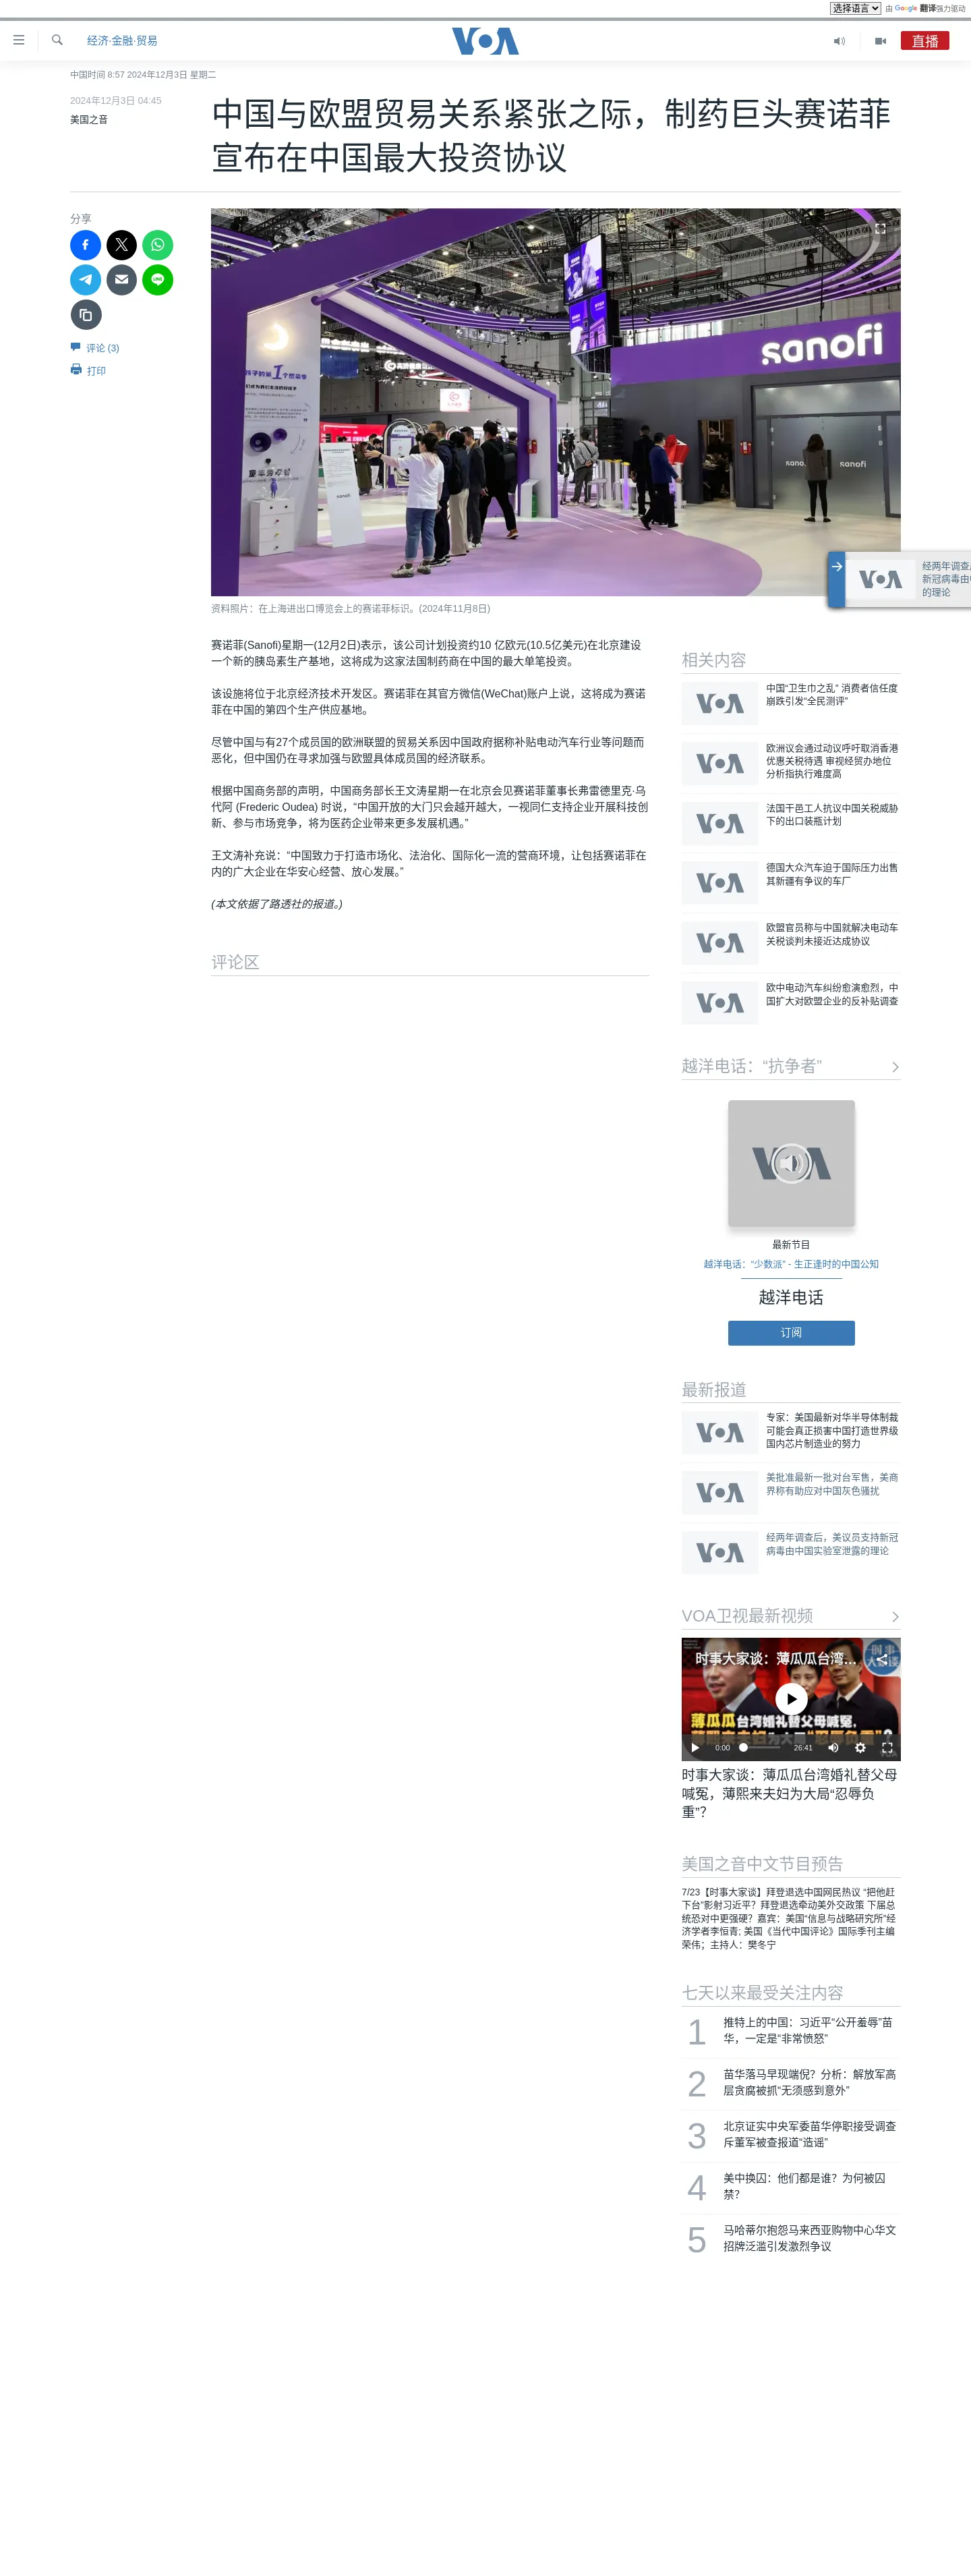 选择语言
由 Google 翻译强力驱动
经济·金融·贸易
VOA
直播
中国时间 8:57 2024年12月3日 星期二
2024年12月3日 04:45
美国之音
中国与欧盟贸易关系紧张之际，制药巨头赛诺菲
宣布在中国最大投资协议
分享
评论 (3)
打印
sanofi
sanofi
sanofi
资料照片：在上海进出口博览会上的赛诺菲标识。(2024年11月8日)
VOA
经两年调查后
新冠病毒由中
的理论
赛诺菲(Sanofi)星期一(12月2日)表示，该公司计划投资约10 亿欧元(10.5亿美元)在北京建设
一个新的胰岛素生产基地，这将成为这家法国制药商在中国的最大单笔投资。
该设施将位于北京经济技术开发区。赛诺菲在其官方微信(WeChat)账户上说，这将成为赛诺
菲在中国的第四个生产供应基地。
尽管中国与有27个成员国的欧洲联盟的贸易关系因中国政府据称补贴电动汽车行业等问题而
恶化，但中国仍在寻求加强与欧盟具体成员国的经济联系。
根据中国商务部的声明，中国商务部长王文涛星期一在北京会见赛诺菲董事长弗雷德里克·乌
代阿 (Frederic Oudea) 时说，“中国开放的大门只会越开越大，一视同仁支持企业开展科技创
新、参与市场竞争，将为医药企业带来更多发展机遇。”
王文涛补充说：“中国致力于打造市场化、法治化、国际化一流的营商环境，让包括赛诺菲在
内的广大企业在华安心经营、放心发展。”
(本文依据了路透社的报道。)
评论区
相关内容
VOA
中国“卫生巾之乱” 消费者信任度
崩跌引发“全民测评”
VOA
欧洲议会通过动议呼吁取消香港
优惠关税待遇 审视经贸办地位
分析指执行难度高
VOA
法国干邑工人抗议中国关税威胁
下的出口装瓶计划
VOA
德国大众汽车迫于国际压力出售
其新疆有争议的车厂
VOA
欧盟官员称与中国就解决电动车
关税谈判未接近达成协议
VOA
欧中电动汽车纠纷愈演愈烈，中
国扩大对欧盟企业的反补贴调查
越洋电话：“抗争者”
VOA
最新节目
越洋电话：“少数派” - 生正逢时的中国公知
越洋电话
订阅
最新报道
VOA
专家：美国最新对华半导体制裁
可能会真正损害中国打造世界级
国内芯片制造业的努力
VOA
美批准最新一批对台军售，美商
界称有助应对中国灰色骚扰
VOA
经两年调查后，美议员支持新冠
病毒由中国实验室泄露的理论
VOA卫视最新视频
时事大家谈：薄瓜瓜台湾…
薄瓜瓜台湾婚礼替父母喊冤，
0:00
26:41
时事大家谈：薄瓜瓜台湾婚礼替父母
喊冤，薄熙来夫妇为大局“忍辱负
重”？
美国之音中文节目预告
7/23【时事大家谈】拜登退选中国网民热议 “把他赶
下台”影射习近平？拜登退选牵动美外交政策 下届总
统恐对中更强硬？嘉宾：美国“信息与战略研究所”经
济学者李恒青; 美国《当代中国评论》国际季刊主编
荣伟；主持人：樊冬宁
七天以来最受关注内容
1
推特上的中国：习近平“公开羞辱”苗
华，一定是“非常愤怒”
2
苗华落马早现端倪？分析：解放军高
层贪腐被抓“无须感到意外”
3
北京证实中央军委苗华停职接受调查
斥董军被查报道“造谣”
4
美中换囚：他们都是谁？为何被囚
禁？
5
马哈蒂尔抱怨马来西亚购物中心华文
招牌泛滥引发激烈争议